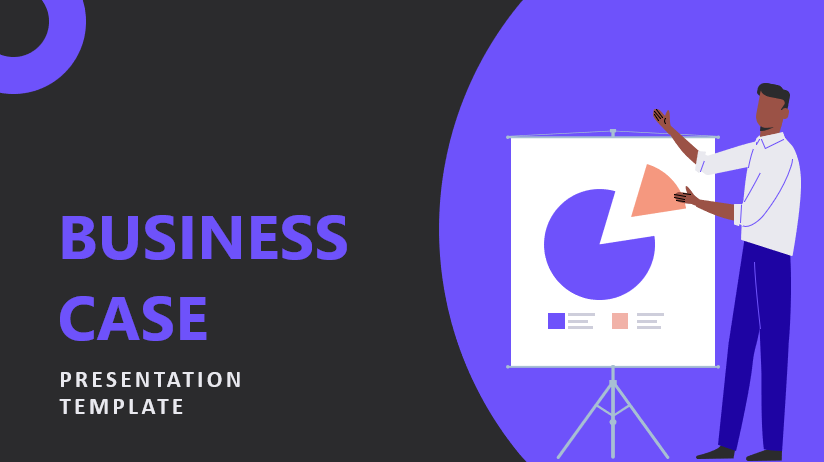 BUSINESS
CASE
PRESENTATION
TEMPLATE